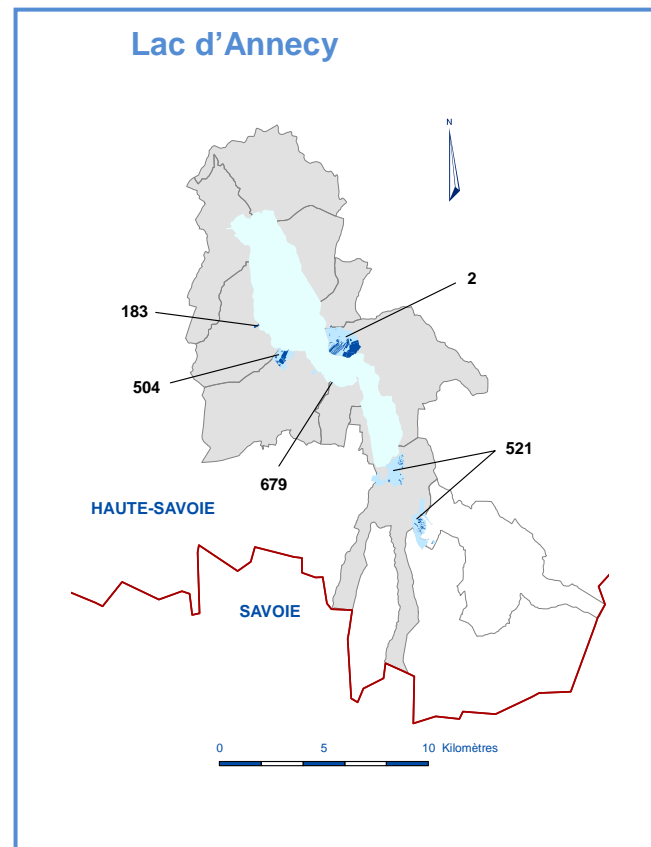 Lac d'Annecy
N
2
183
504
521
679
HAUTE-SAVOIE
SAVOIE
0 5 10 Kilomètres